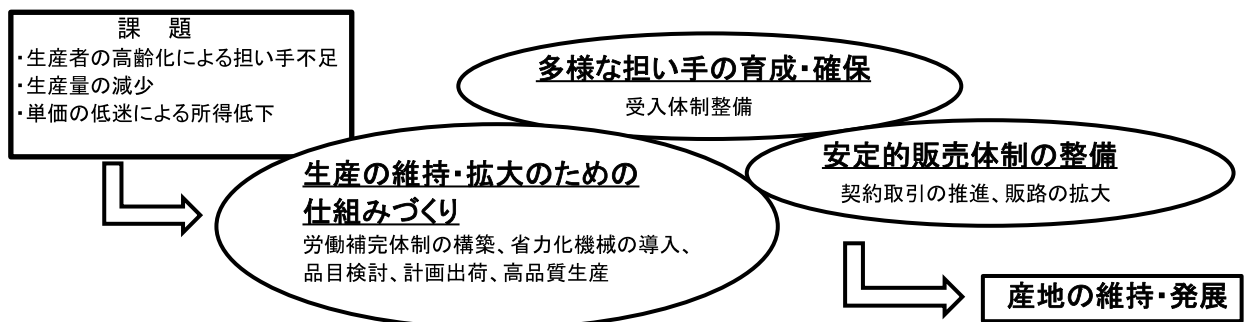 課　題
・生産者の高齢化による担い手不足
・生産量の減少
・単価の低迷による所得低下
多様な担い手の育成・確保
受入体制整備
生産の維持・拡大のための
仕組みづくり
労働補完体制の構築、省力化機械の導入、
品目検討、計画出荷、高品質生産
安定的販売体制の整備
契約取引の推進、販路の拡大
産地の維持・発展